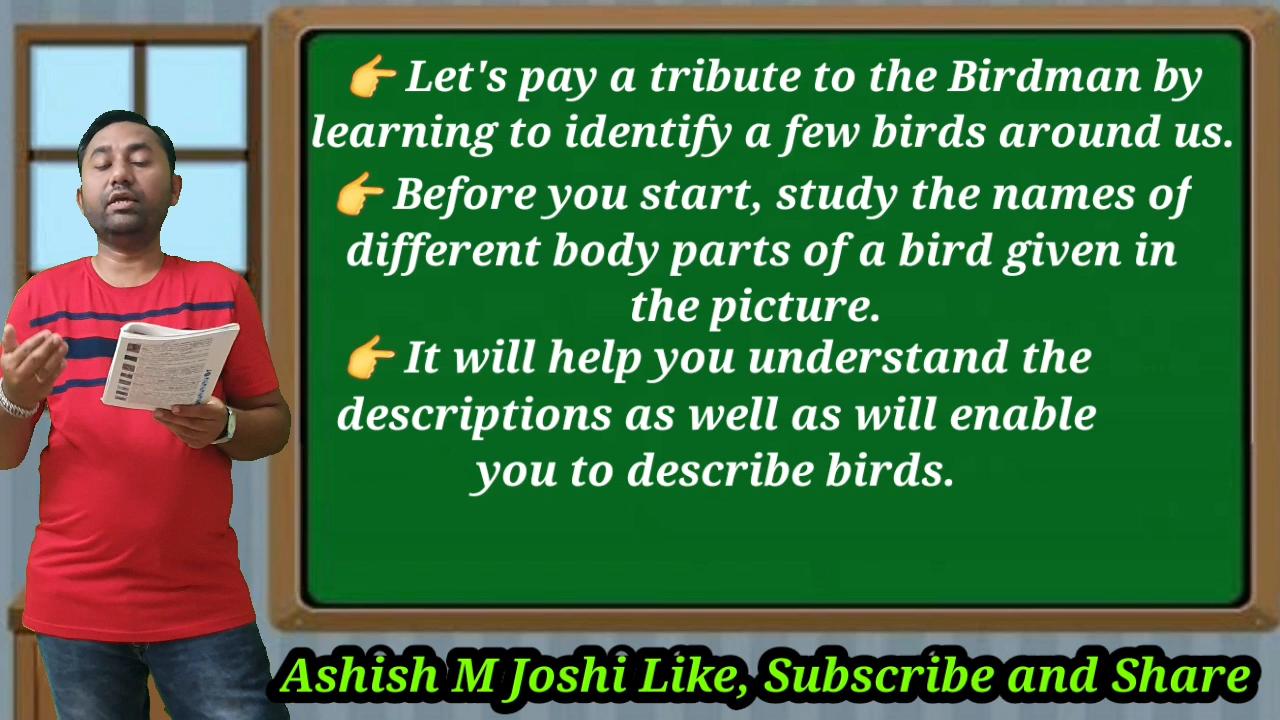 👉 Let's pay a tribute to the Birdman by
learning to identify a few birds around us.
👉 Before you start, study the names of
different body parts of a bird given in
the picture.
👉 It will help you understand the
descriptions as well as will enable
you to describe birds.
Ashish M Joshi Like, Subscribe and Share